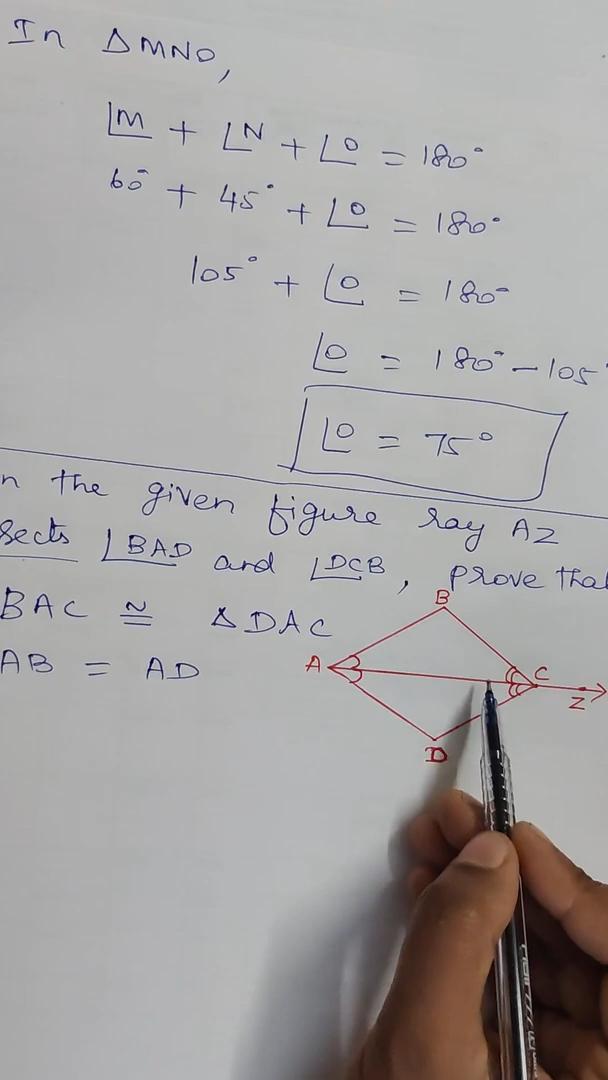 In ΔMNO,
∠M + ∠N + ∠O = 180°
60° + 45° + ∠O = 180°
105° + ∠O = 180°
∠O = 180° - 105°
∠O = 75°
n the given figure ray AZ
sects ∠BAD and ∠DCB, prove that
BAC ≅ ΔDAC
AB = AD
B
A
C
Z
D